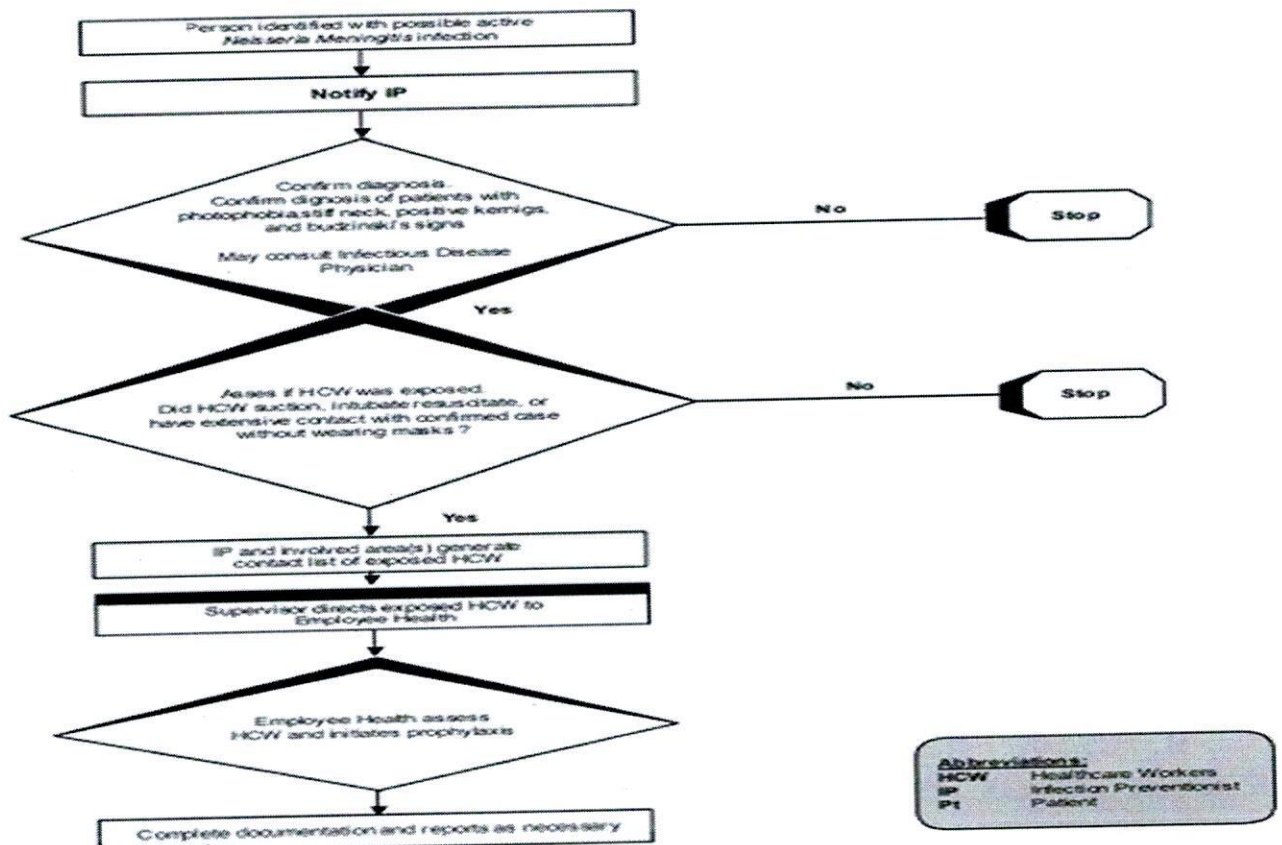 Person identified with possible active
Neisseria Meningitis infection
Notify IP
Confirm diagnosis.
Confirm dignosis of patients with
photophobia,stiff neck, positive kernigs,
and budzinski's signs
May consult Infectious Disease
Physician
No
Stop
Yes
Asses if HCW was exposed.
Did HCW suction, intubate resuscitate, or
have extensive contact with confirmed case
without wearing masks ?
No
Stop
Yes
IP and involved area(s) generate
contact list of exposed HCW
Supervisor directs exposed HCW to
Employee Health
Employee Health assess
HCW and initiates prophylaxis
Complete documentation and reports as necessary
Abbreviations:
HCW Healthcare Workers
IP Infection Preventionist
Pt Patient